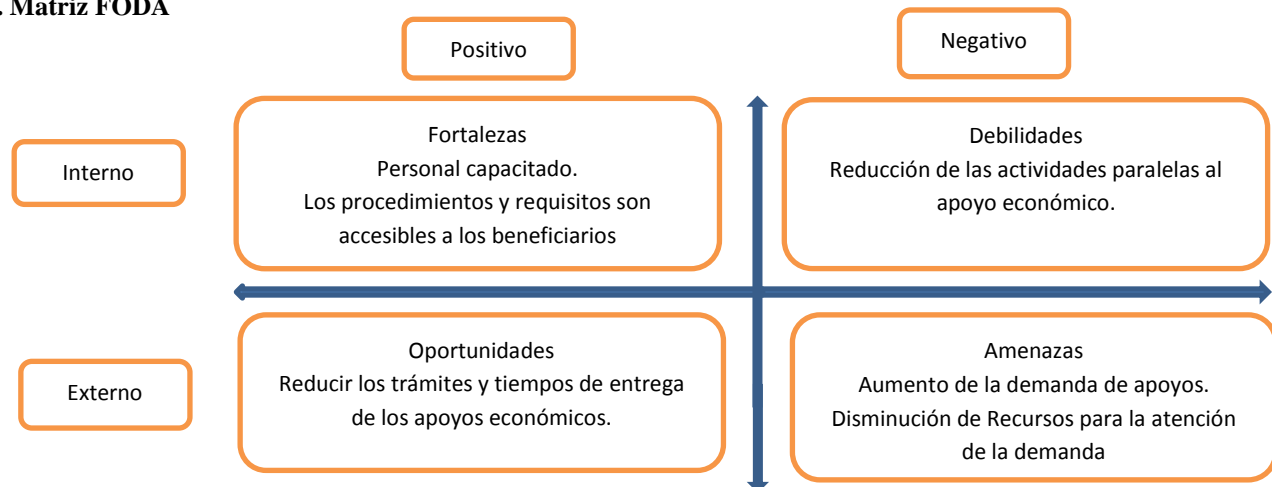 . Matriz FODA
Positivo
Negativo
Interno
Fortalezas
Personal capacitado.
Los procedimientos y requisitos son
accesibles a los beneficiarios
Debilidades
Reducción de las actividades paralelas al
apoyo económico.
Externo
Oportunidades
Reducir los trámites y tiempos de entrega
de los apoyos económicos.
Amenazas
Aumento de la demanda de apoyos.
Disminución de Recursos para la atención
de la demanda